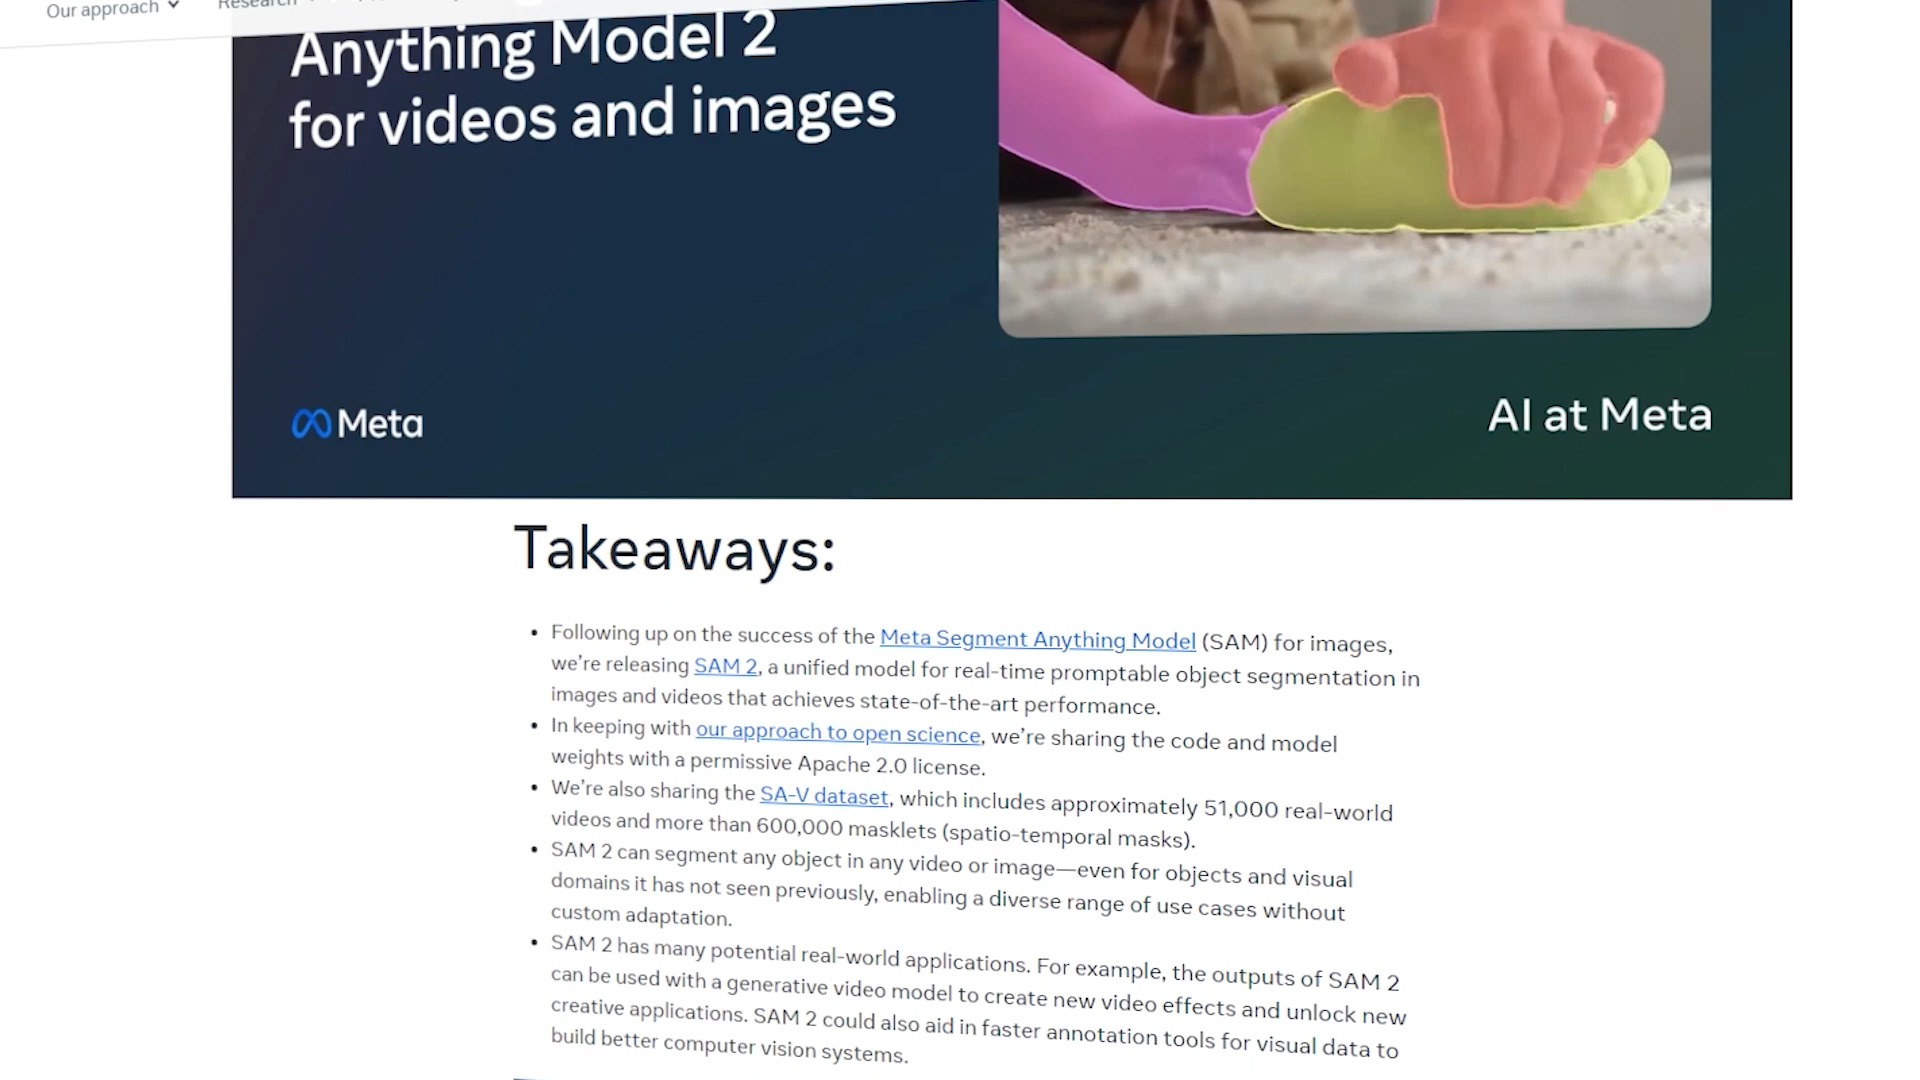 Our approach
Research
Anything Model 2
for videos and images
Meta
AI at Meta
Takeaways:
• Following up on the success of the Meta Segment Anything Model (SAM) for images,
we’re releasing SAM 2, a unified model for real-time promptable object segmentation in
images and videos that achieves state-of-the-art performance.
• In keeping with our approach to open science, we’re sharing the code and model
weights with a permissive Apache 2.0 license.
• We’re also sharing the SA-V dataset, which includes approximately 51,000 real-world
videos and more than 600,000 masklets (spatio-temporal masks).
• SAM 2 can segment any object in any video or image—even for objects and visual
domains it has not seen previously, enabling a diverse range of use cases without
custom adaptation.
• SAM 2 has many potential real-world applications. For example, the outputs of SAM 2
can be used with a generative video model to create new video effects and unlock new
creative applications. SAM 2 could also aid in faster annotation tools for visual data to
build better computer vision systems.